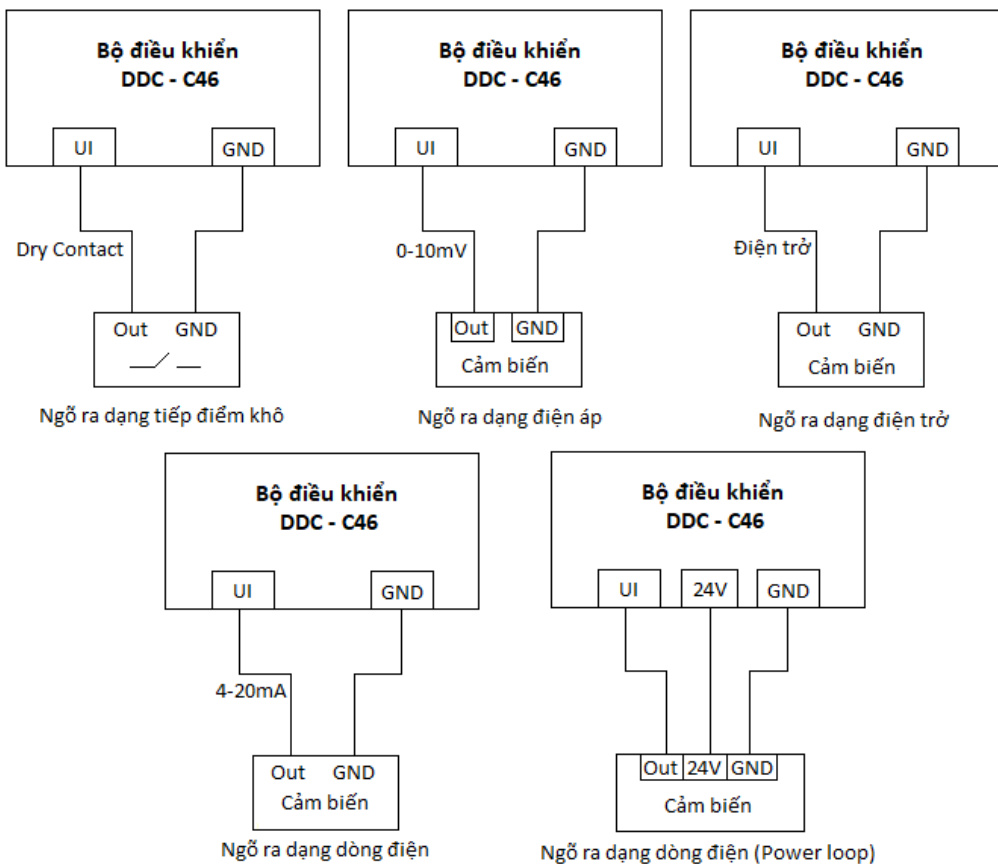 Bộ điều khiển
DDC - C46
UI
GND
Dry Contact
Out GND
Ngõ ra dạng tiếp điểm khô
Bộ điều khiển
DDC - C46
UI
GND
0-10mV
Out GND
Cảm biến
Ngõ ra dạng điện áp
Bộ điều khiển
DDC - C46
UI
GND
Điện trở
Out GND
Cảm biến
Ngõ ra dạng điện trở
Bộ điều khiển
DDC - C46
UI
GND
4-20mA
Out GND
Cảm biến
Ngõ ra dạng dòng điện
Bộ điều khiển
DDC - C46
UI
24V
GND
Out 24V GND
Cảm biến
Ngõ ra dạng dòng điện (Power loop)